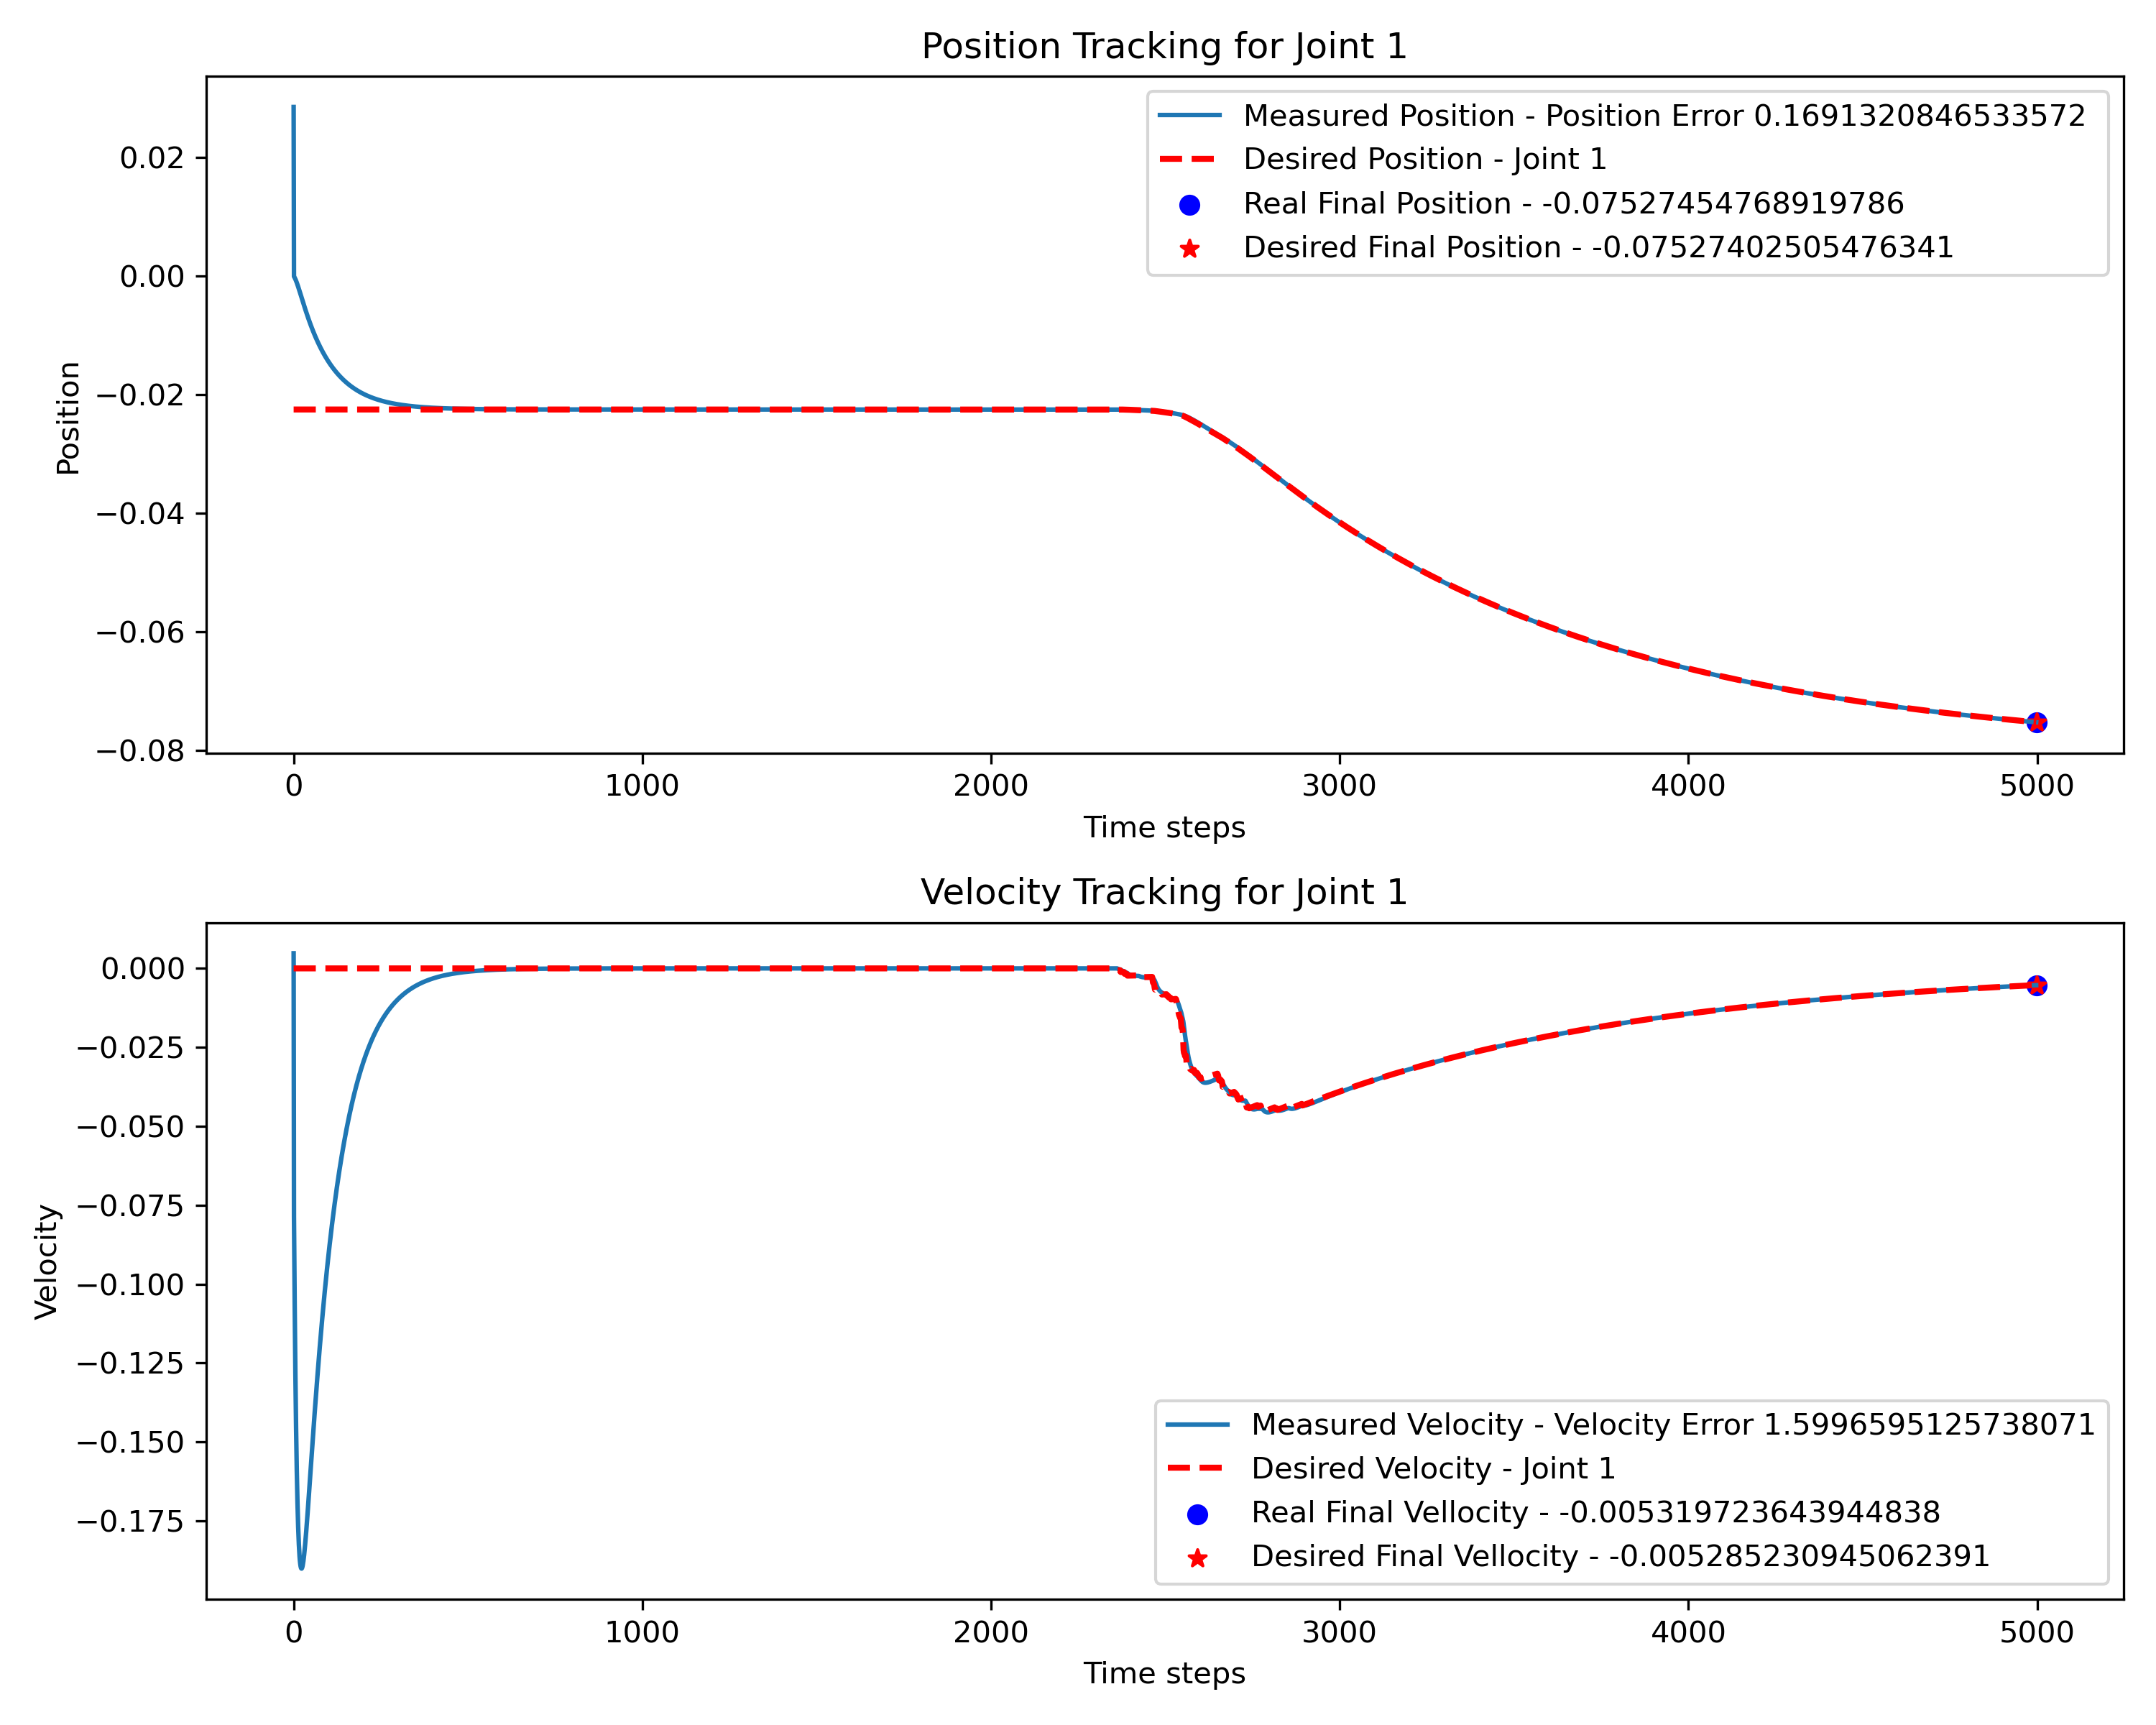 Position Tracking for Joint 1
Measured Position - Position Error 0.1691320846533572
Desired Position - Joint 1
Real Final Position - -0.07527454768919786
Desired Final Position - -0.07527402505476341
0.02
0.00
−0.02
−0.04
−0.06
−0.08
Position
0 1000 2000 3000 4000 5000
Time steps
Velocity Tracking for Joint 1
0.000
−0.025
−0.050
−0.075
−0.100
−0.125
−0.150
−0.175
Velocity
Measured Velocity - Velocity Error 1.5996595125738071
Desired Velocity - Joint 1
Real Final Vellocity - -0.005319723643944838
Desired Final Vellocity - -0.005285230945062391
0 1000 2000 3000 4000 5000
Time steps